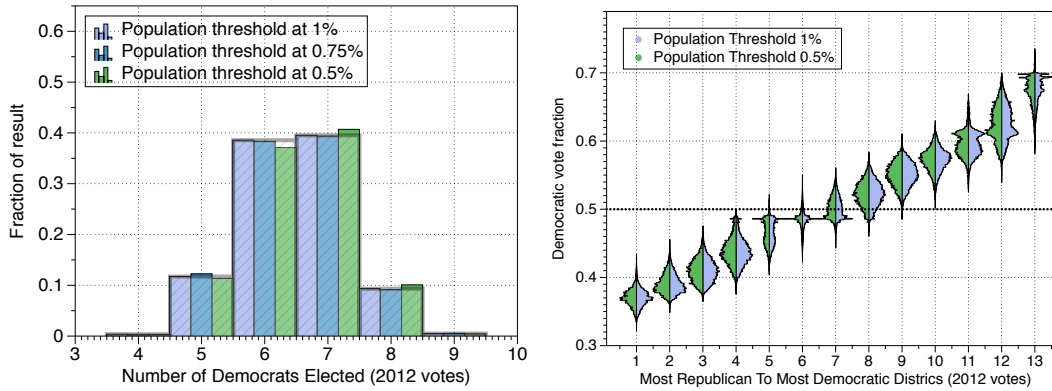 Population threshold at 1%
Population threshold at 0.75%
Population threshold at 0.5%
Fraction of result
0.6
0.5
0.4
0.3
0.2
0.1
0
3 4 5 6 7 8 9 10
Number of Democrats Elected (2012 votes)
Population Threshold 1%
Population Threshold 0.5%
Democratic vote fraction
0.7
0.6
0.5
0.4
0.3
1 2 3 4 5 6 7 8 9 10 11 12 13
Most Republican To Most Democratic Districs (2012 votes)